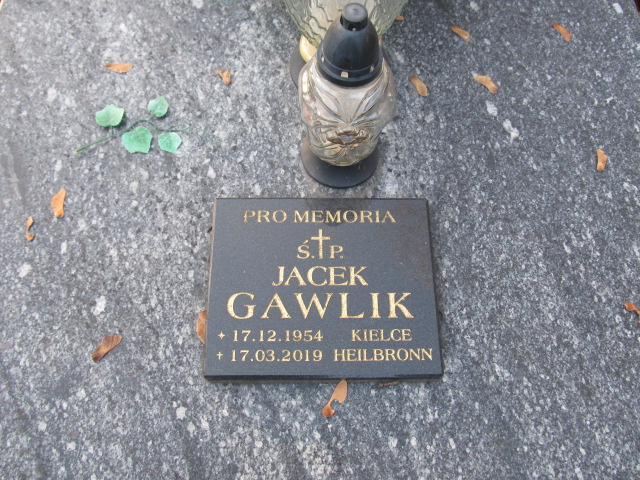 PRO MEMORIA
Ś.†P.
JACEK
GAWLIK
✦ 17.12.1954 KIELCE
† 17.03.2019 HEILBRONN